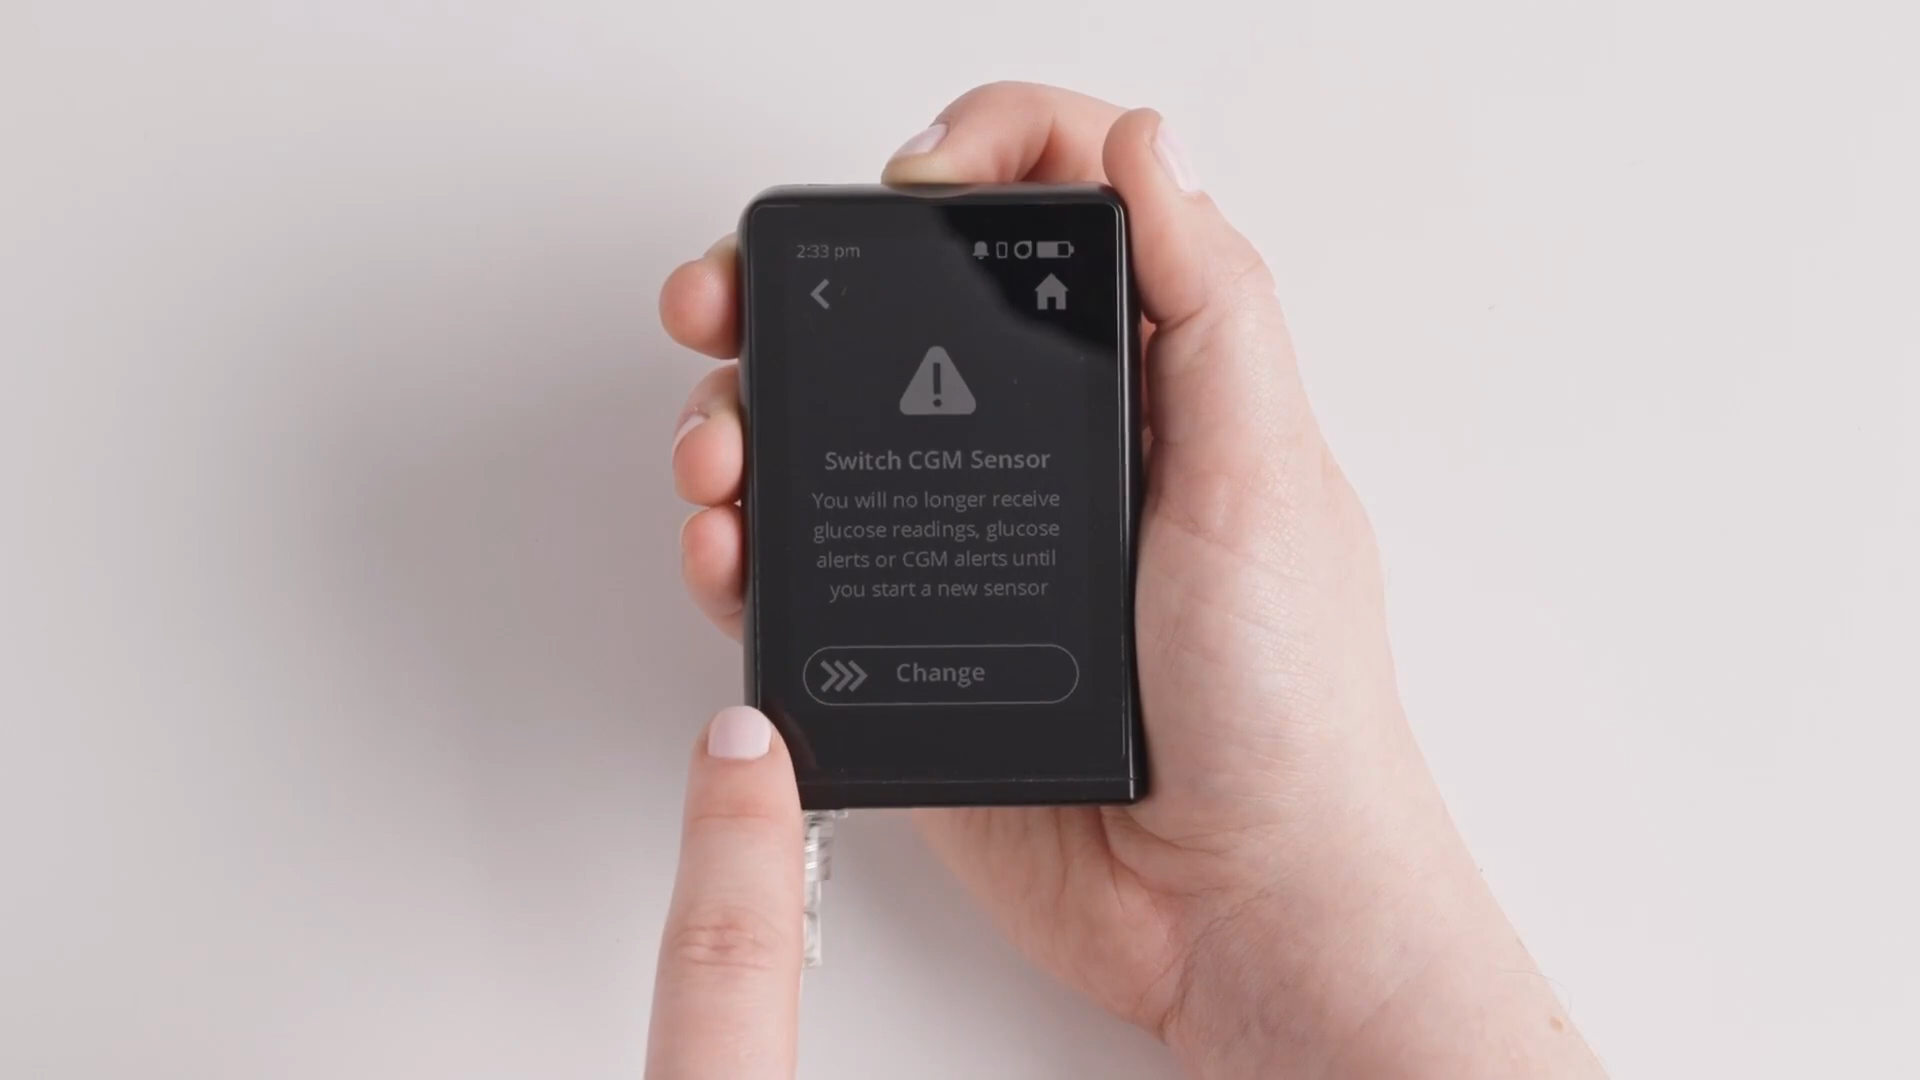 2:33 pm
Switch CGM Sensor
You will no longer receive
glucose readings, glucose
alerts or CGM alerts until
you start a new sensor
Change